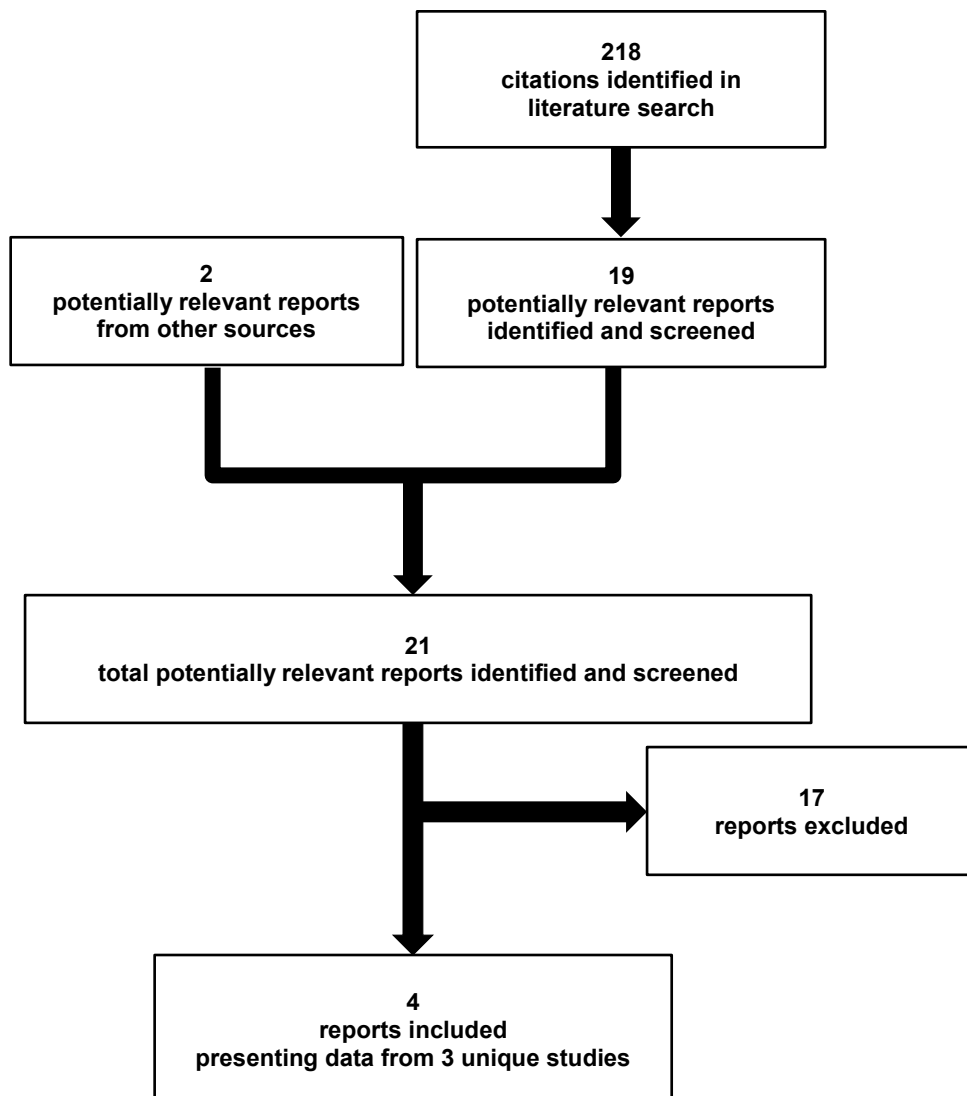 218
citations identified in
literature search
2
potentially relevant reports
from other sources
19
potentially relevant reports
identified and screened
21
total potentially relevant reports identified and screened
17
reports excluded
4
reports included
presenting data from 3 unique studies